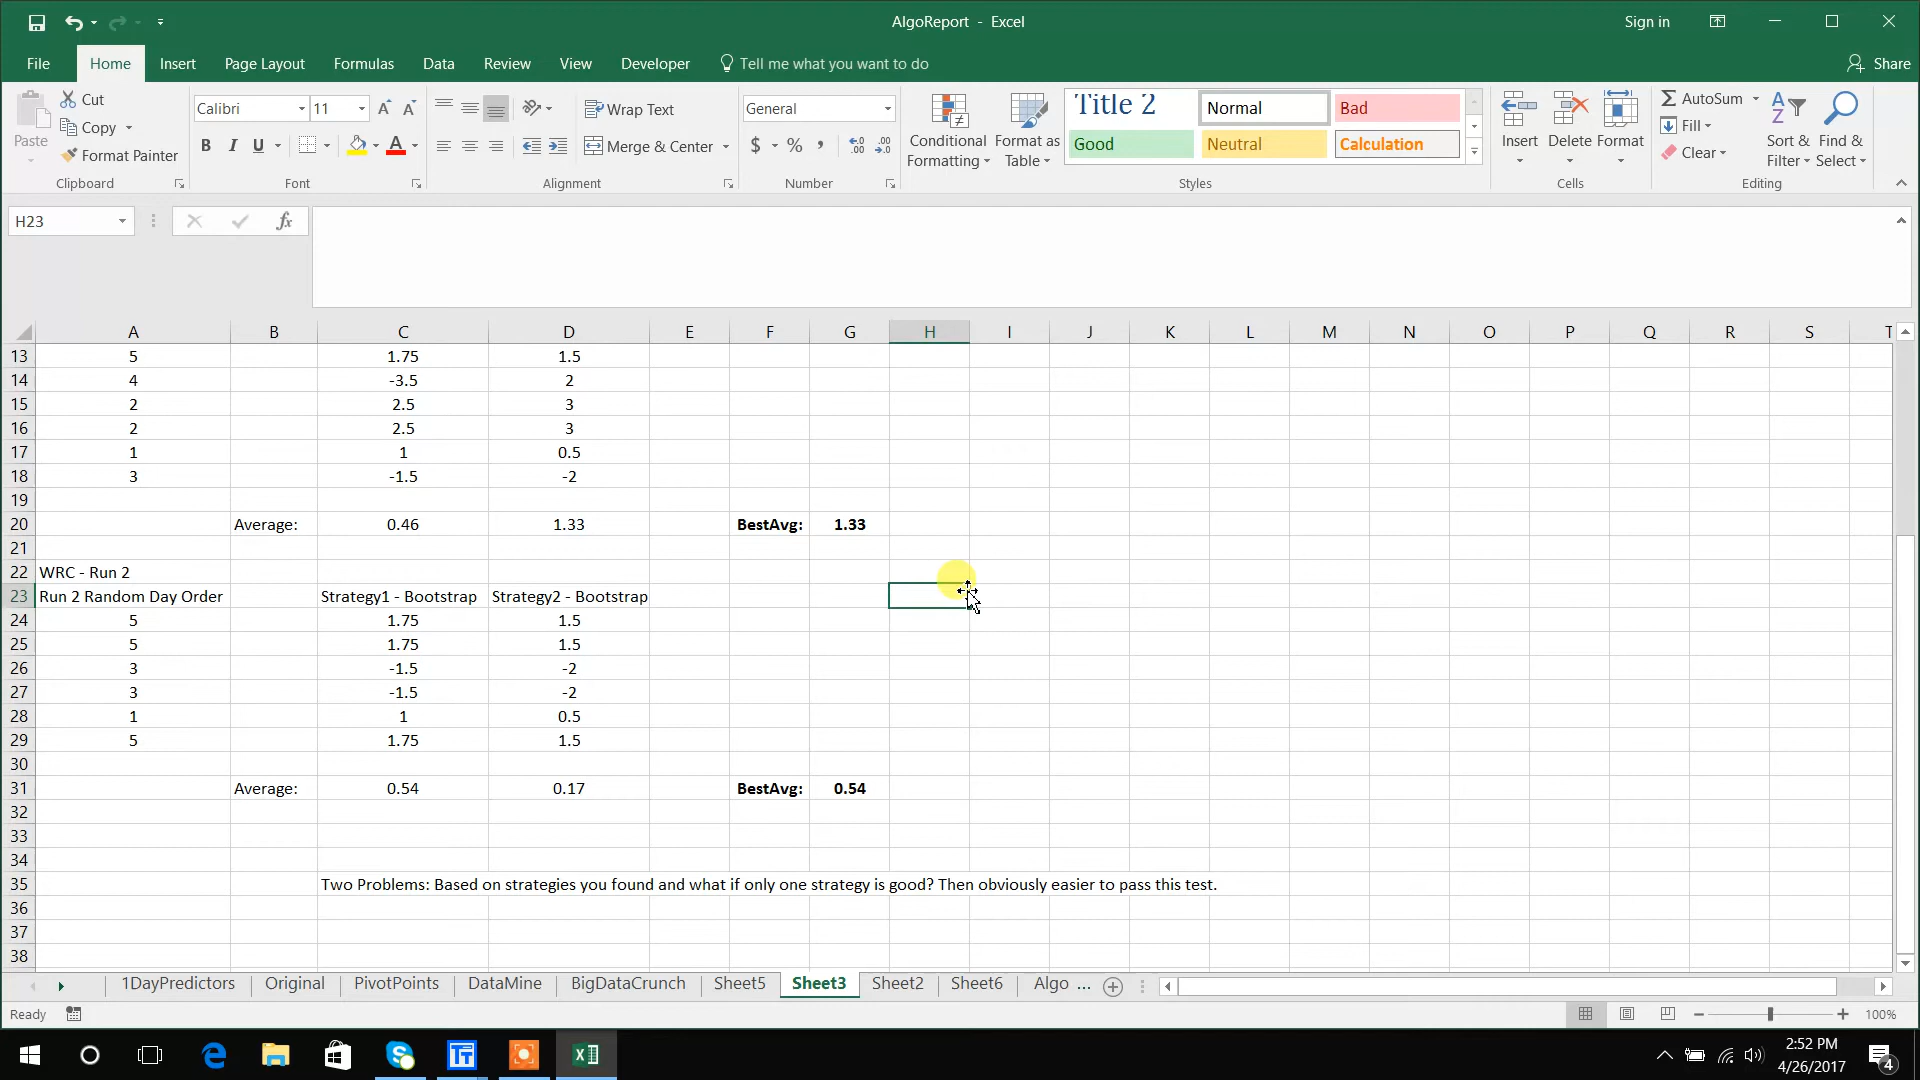 AlgoReport - Excel
Sign in
File Home Insert Page Layout Formulas Data Review View Developer Tell me what you want to do Share
Paste Cut Copy Format Painter Clipboard
Calibri 11 B I U Font
Wrap Text Merge & Center Alignment
General $ % , Number
Conditional Formatting Format as Table
Title 2 Normal Bad
Good Neutral Calculation
Styles
Insert Delete Format Cells
AutoSum Fill Clear Sort & Filter Find & Select Editing
H23 fx
A B C D E F G H I J K L M N O P Q R S T
13 5 1.75 1.5
14 4 -3.5 2
15 2 2.5 3
16 2 2.5 3
17 1 1 0.5
18 3 -1.5 -2
19
20 Average: 0.46 1.33 BestAvg: 1.33
21
22 WRC - Run 2
23 Run 2 Random Day Order Strategy1 - Bootstrap Strategy2 - Bootstrap
24 5 1.75 1.5
25 5 1.75 1.5
26 3 -1.5 -2
27 3 -1.5 -2
28 1 1 0.5
29 5 1.75 1.5
30
31 Average: 0.54 0.17 BestAvg: 0.54
32
33
34
35 Two Problems: Based on strategies you found and what if only one strategy is good? Then obviously easier to pass this test.
36
37
38
1DayPredictors Original PivotPoints DataMine BigDataCrunch Sheet5 Sheet3 Sheet2 Sheet6 Algo ...
Ready 100%
2:52 PM
4/26/2017
4